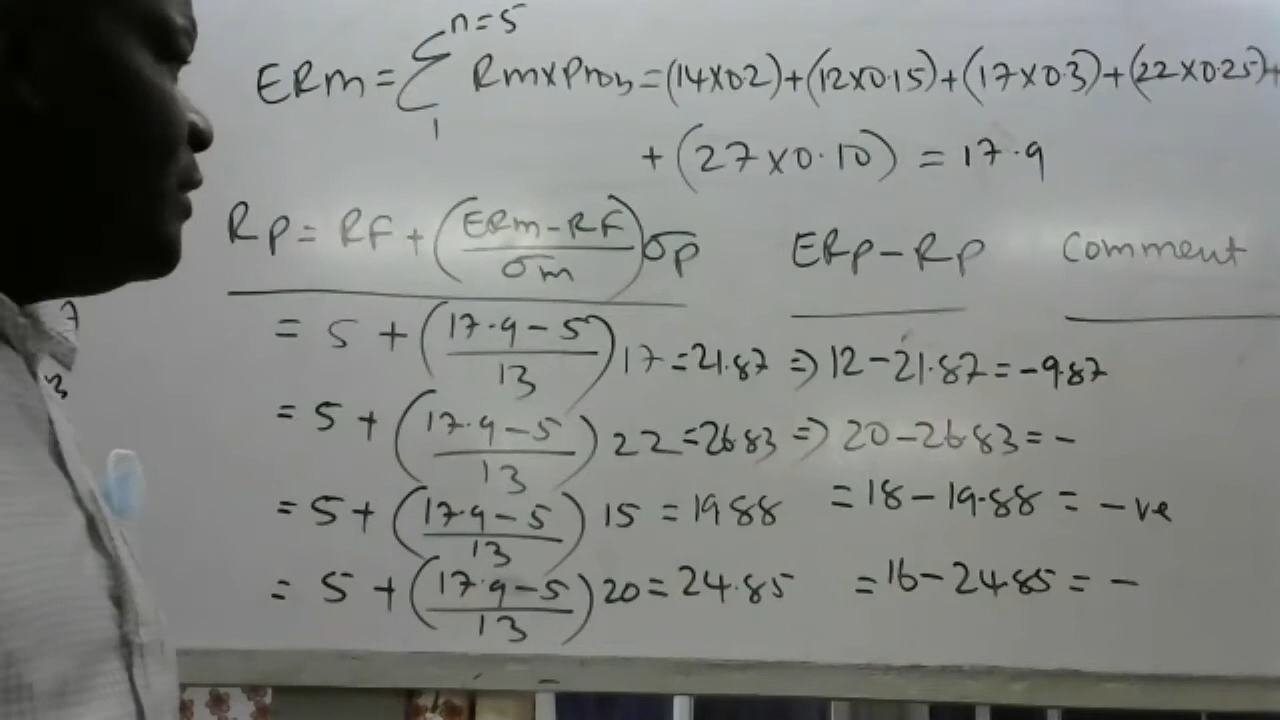 n=5
ERm = Σ RmxProb = (14x0.2)+(12x0.15)+(17x0.3)+(22x0.25)+
1
+ (27x0.10) = 17.9
Rp = RF + (ERm-RF/σm)σp ERp-Rp Comment
= 5 + (17.9-5/13) 17 = 21.87 => 12-21.87 = -9.87
= 5 + (17.9-5/13) 22 = 26.83 => 20-26.83 = -
= 5 + (17.9-5/13) 15 = 19.88 = 18-19.88 = -ve
= 5 + (17.9-5/13) 20 = 24.85 = 16-24.85 = -